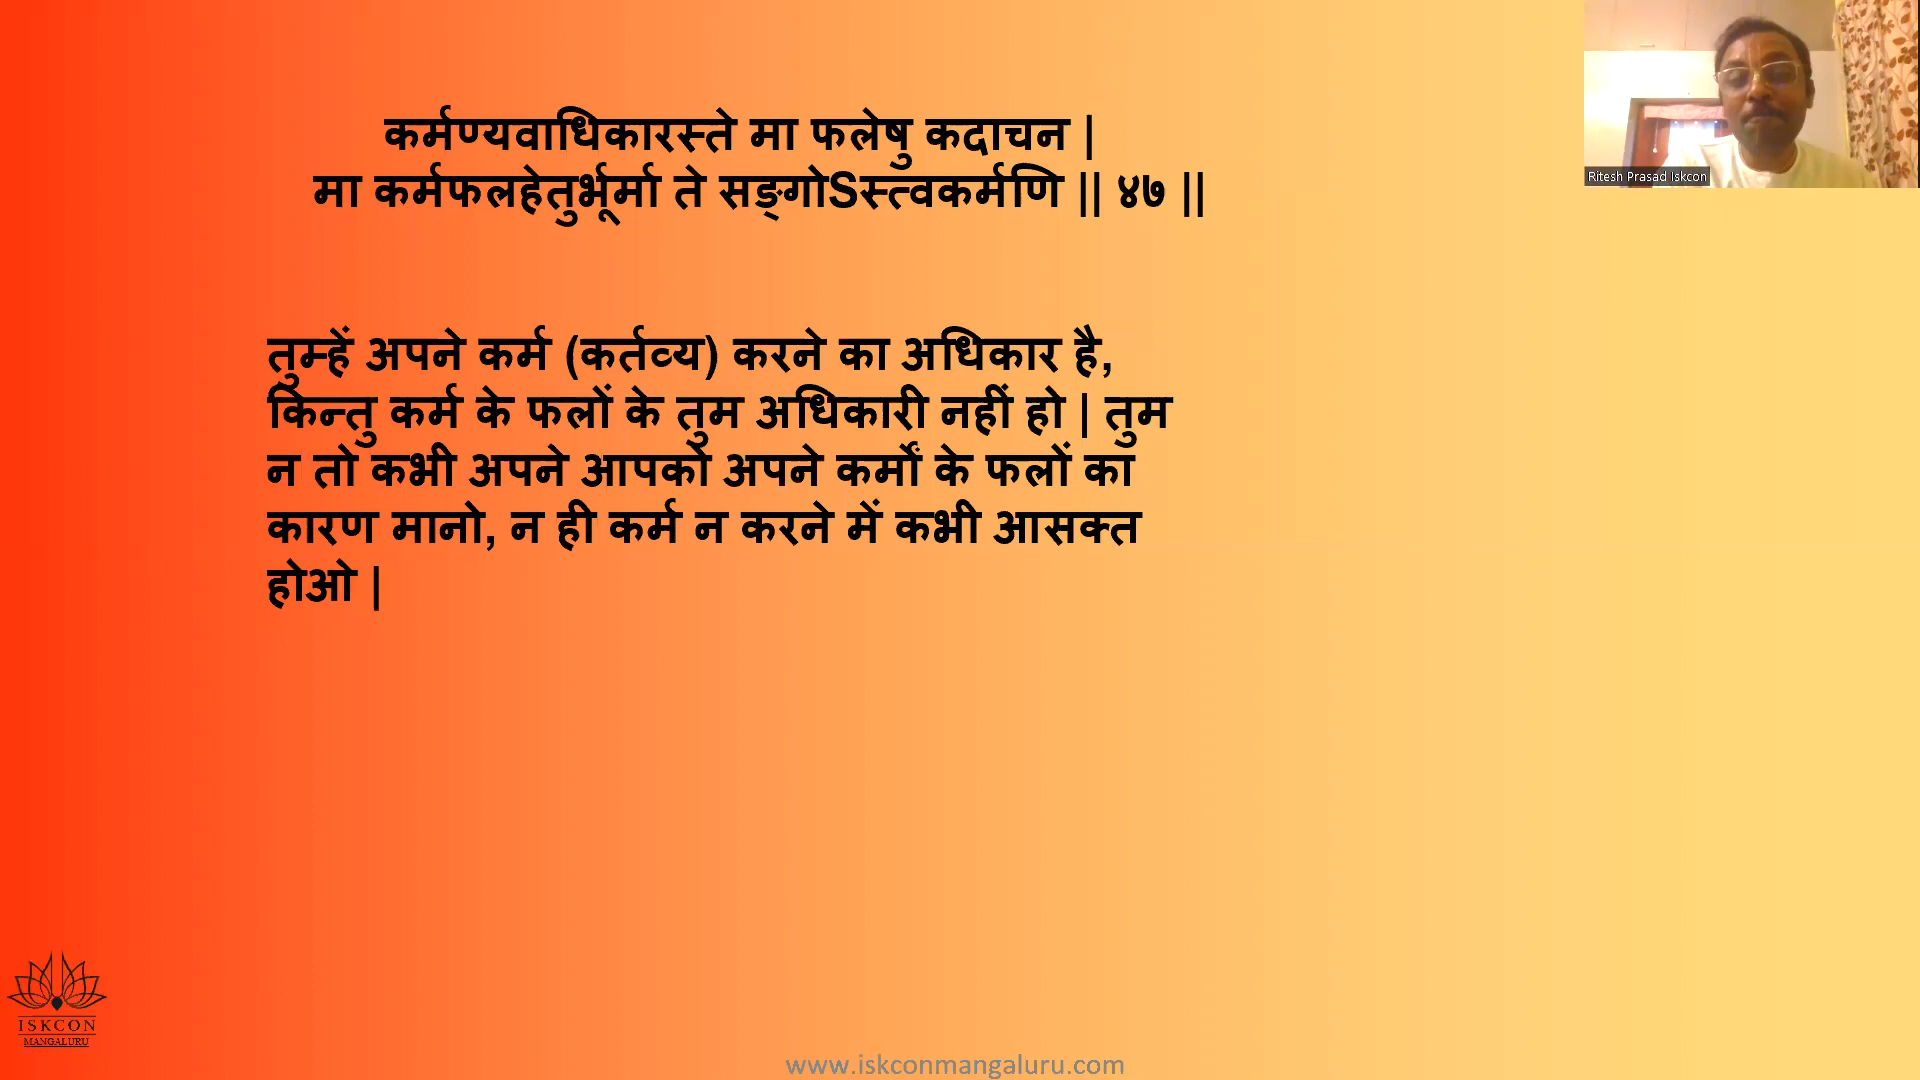 कर्मण्यवाधिकारस्ते मा फलेषु कदाचन |
मा कर्मफलहेतुर्भूर्मा ते सङ्गोSस्त्वकर्मणि || ४७ ||
तुम्हें अपने कर्म (कर्तव्य) करने का अधिकार है,
किन्तु कर्म के फलों के तुम अधिकारी नहीं हो | तुम
न तो कभी अपने आपको अपने कर्मों के फलों का
कारण मानो, न ही कर्म न करने में कभी आसक्त
होओ |
Ritesh Prasad Iskcon
ISKCON
MANGALURU
www.iskconmangaluru.com